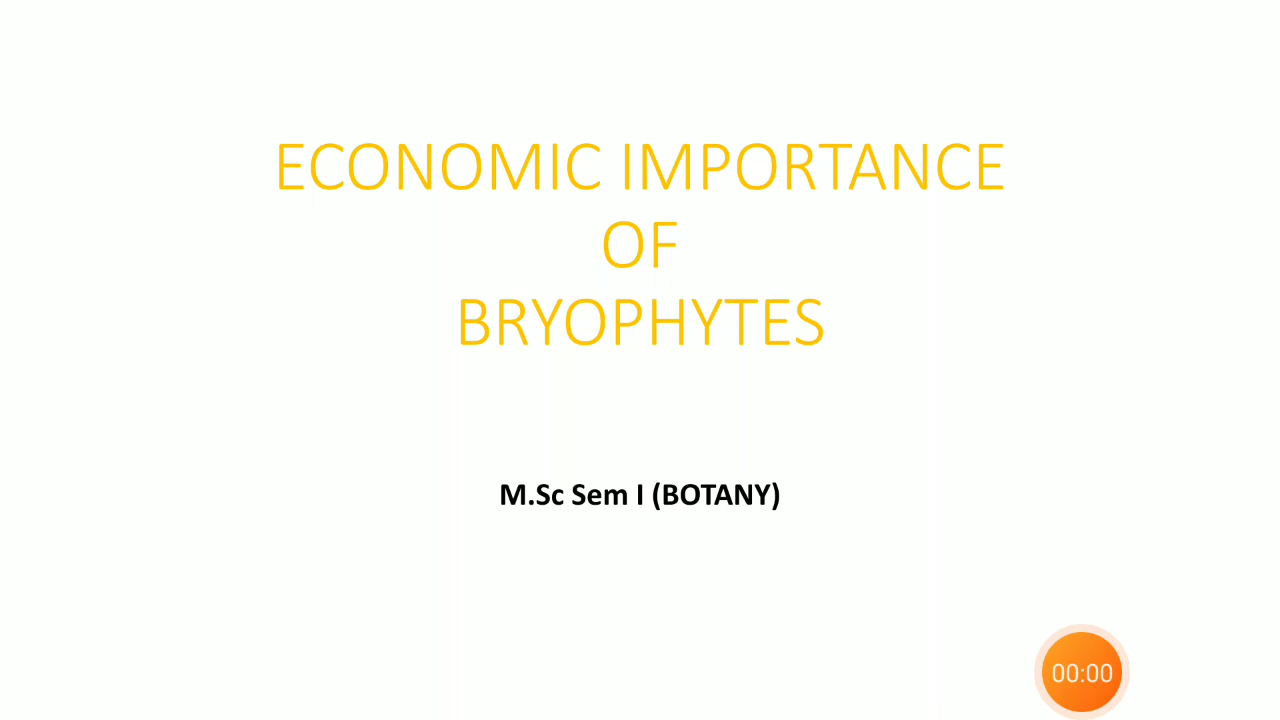 ECONOMIC IMPORTANCE
OF
BRYOPHYTES
M.Sc Sem I (BOTANY)
00:00